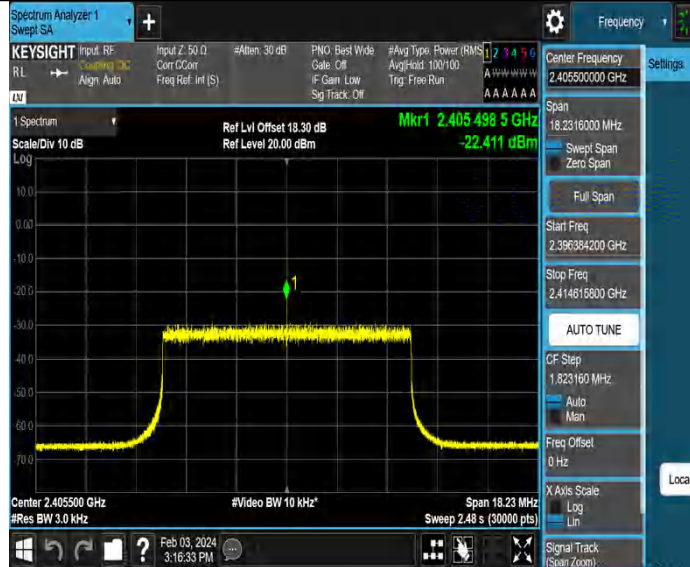 Spectrum Analyzer 1
Swept SA
+
Frequency
KEYSIGHT
RL
Input: RF
Coupling: DC
Align: Auto
Input Z: 50 Ω
Corr CCorr
Freq Ref: Int (S)
#Atten: 30 dB
PNO: Best Wide
Gate: Off
IF Gain: Low
Sig Track: Off
#Avg Type: Power (RMS
Avg|Hold: 100/100
Trig: Free Run
1 2 3 4 5 6
A W W W W W
A A A A A A
LXI
1 Spectrum
Scale/Div 10 dB
Log
Ref Lvl Offset 18.30 dB
Ref Level 20.00 dBm
Mkr1 2.405 498 5 GHz
-22.411 dBm
10.0
0.00
-10.0
-20.0
-30.0
-40.0
-50.0
-60.0
-70.0
1
Center 2.405500 GHz
#Res BW 3.0 kHz
#Video BW 10 kHz*
Span 18.23 MHz
Sweep 2.48 s (30000 pts)
?
Feb 03, 2024
3:16:33 PM
Center Frequency
2.405500000 GHz
Settings
Span
18.2316000 MHz
Swept Span
Zero Span
Full Span
Start Freq
2.396384200 GHz
Stop Freq
2.414615800 GHz
AUTO TUNE
CF Step
1.823160 MHz
Auto
Man
Freq Offset
0 Hz
X Axis Scale
Log
Lin
Loca
Signal Track
(Span Zoom)